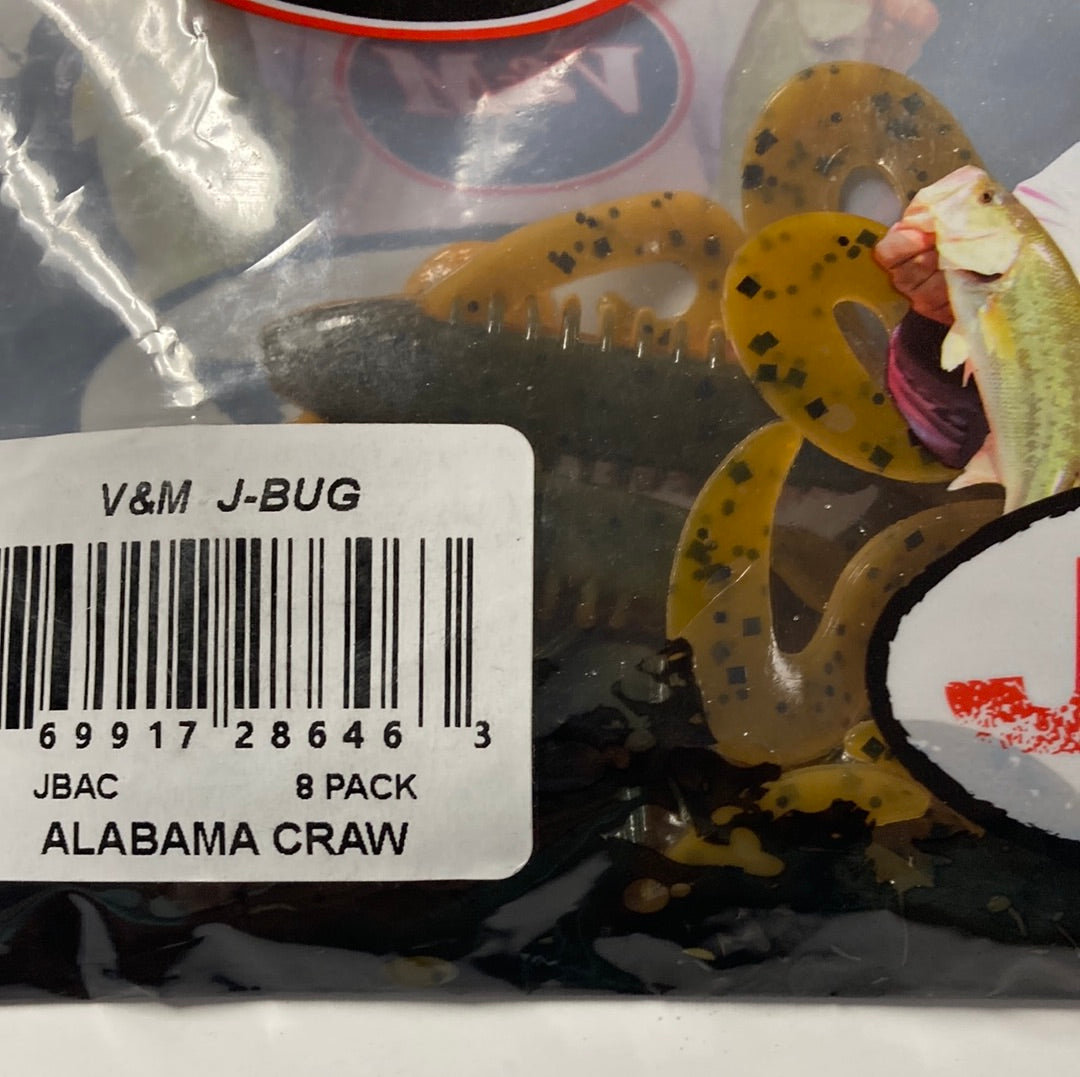 V&M
V&M J-BUG
69917 28646 3
JBAC 8 PACK
ALABAMA CRAW
J